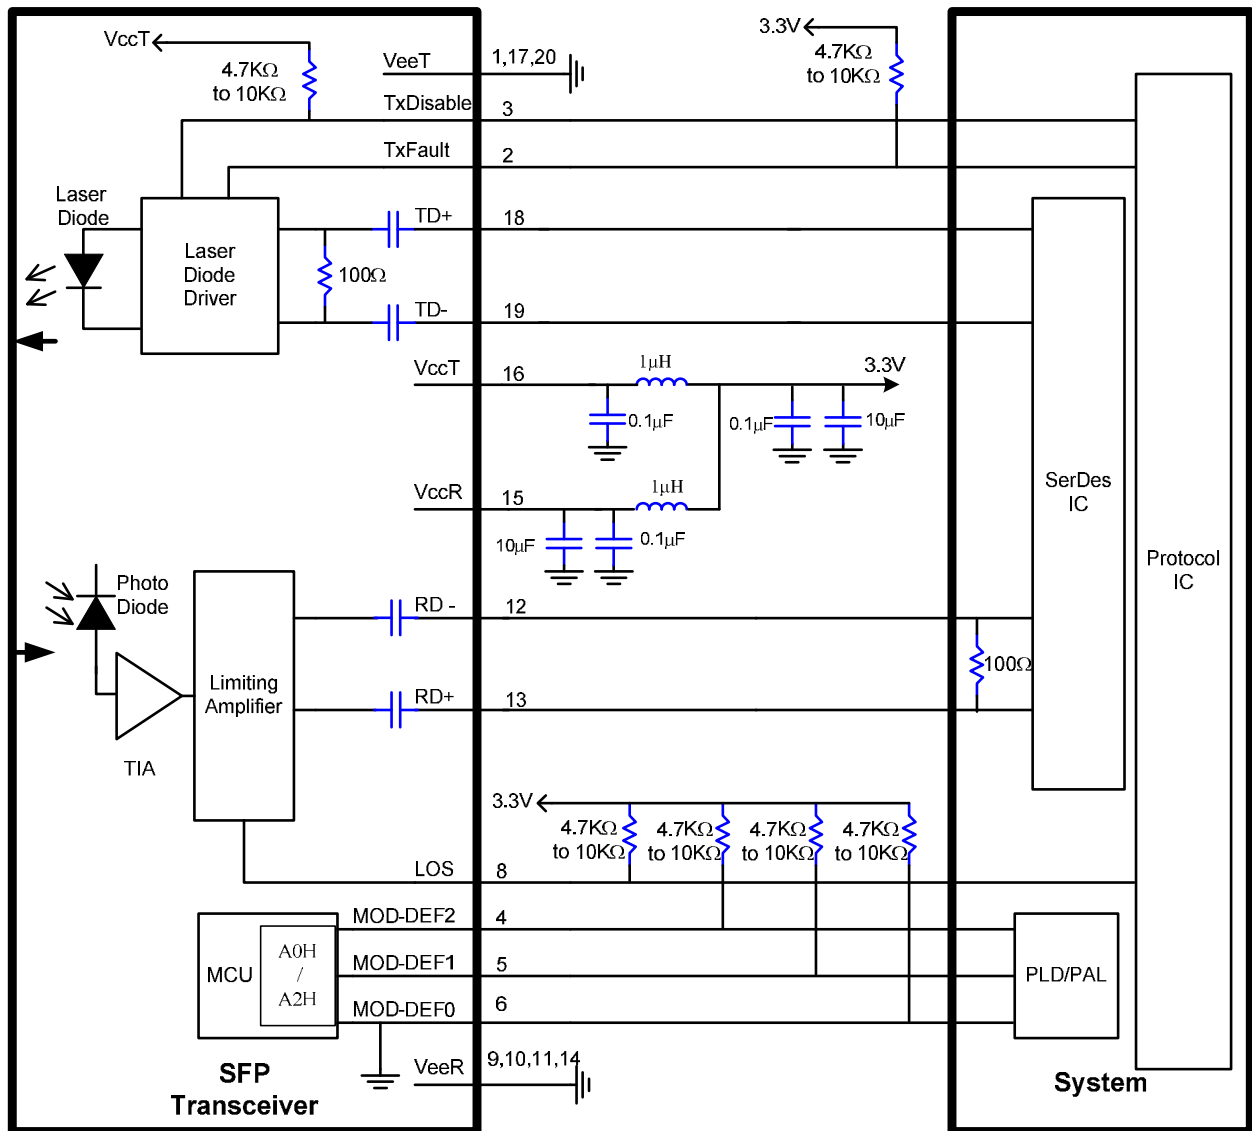 VccT
4.7KΩ
to 10KΩ
VeeT
1,17,20
3.3V
4.7KΩ
to 10KΩ
TxDisable
3
TxFault
2
Laser
Diode
Laser
Diode
Driver
TD+
18
100Ω
TD-
19
VccT
16
1μH
3.3V
0.1μF
0.1μF
10μF
VccR
15
1μH
10μF
0.1μF
SerDes
IC
Protocol
IC
Photo
Diode
RD -
12
Limiting
Amplifier
100Ω
RD+
13
TIA
3.3V
4.7KΩ
to 10KΩ
4.7KΩ
to 10KΩ
4.7KΩ
to 10KΩ
4.7KΩ
to 10KΩ
LOS
8
MOD-DEF2
4
MCU
A0H
/
A2H
MOD-DEF1
5
PLD/PAL
MOD-DEF0
6
VeeR
9,10,11,14
SFP
Transceiver
System